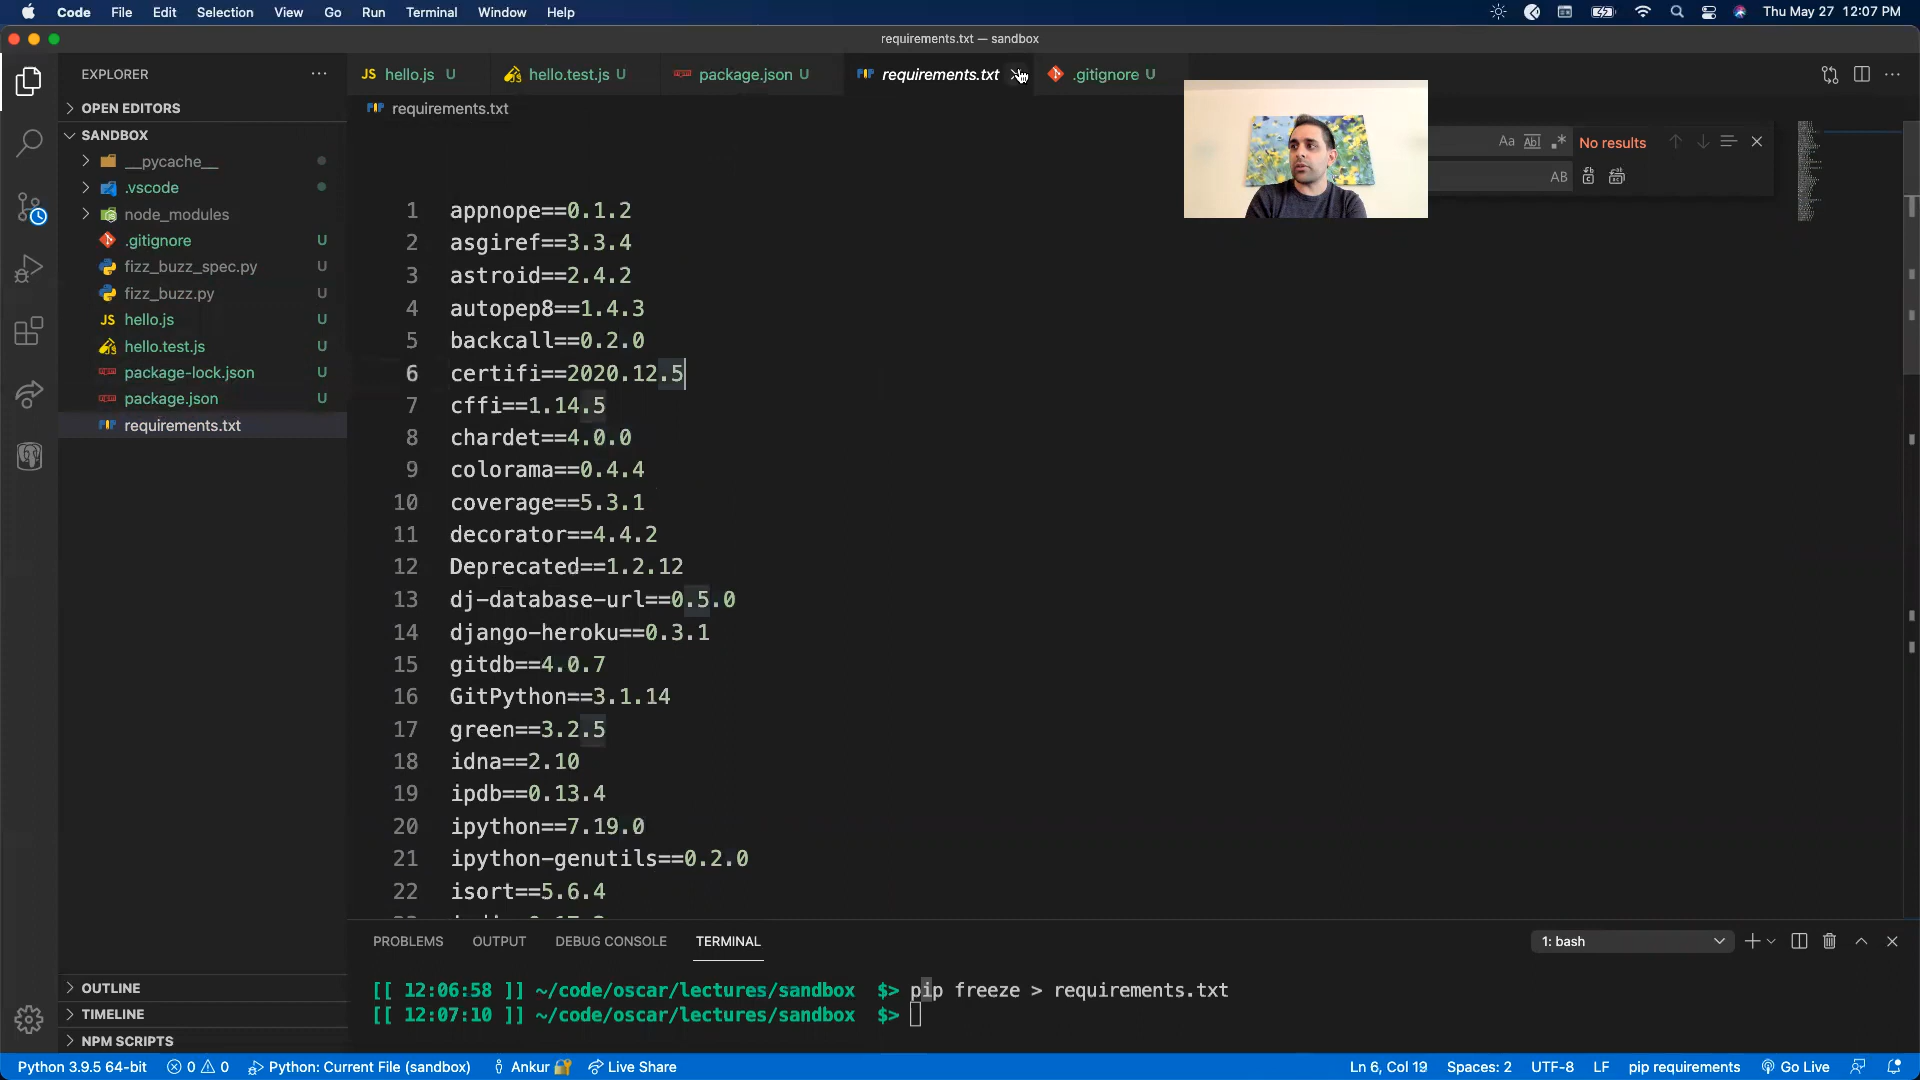 Code File Edit Selection View Go Run Terminal Window Help
Thu May 27 12:07 PM
requirements.txt — sandbox
EXPLORER
JS hello.js U
hello.test.js U
package.json U
requirements.txt
.gitignore U
OPEN EDITORS
SANDBOX
__pycache__
.vscode
node_modules
.gitignore U
fizz_buzz_spec.py U
fizz_buzz.py U
JS hello.js U
hello.test.js U
package-lock.json U
package.json U
requirements.txt
OUTLINE
TIMELINE
NPM SCRIPTS
requirements.txt
Aa Abl .* No results
AB
1 appnope==0.1.2
2 asgiref==3.3.4
3 astroid==2.4.2
4 autopep8==1.4.3
5 backcall==0.2.0
6 certifi==2020.12.5
7 cffi==1.14.5
8 chardet==4.0.0
9 colorama==0.4.4
10 coverage==5.3.1
11 decorator==4.4.2
12 Deprecated==1.2.12
13 dj-database-url==0.5.0
14 django-heroku==0.3.1
15 gitdb==4.0.7
16 GitPython==3.1.14
17 green==3.2.5
18 idna==2.10
19 ipdb==0.13.4
20 ipython==7.19.0
21 ipython-genutils==0.2.0
22 isort==5.6.4
PROBLEMS OUTPUT DEBUG CONSOLE TERMINAL
1: bash
[[ 12:06:58 ]] ~/code/oscar/lectures/sandbox $> pip freeze > requirements.txt
[[ 12:07:10 ]] ~/code/oscar/lectures/sandbox $>
Python 3.9.5 64-bit 0 0 Python: Current File (sandbox) Ankur Live Share
Ln 6, Col 19 Spaces: 2 UTF-8 LF pip requirements Go Live